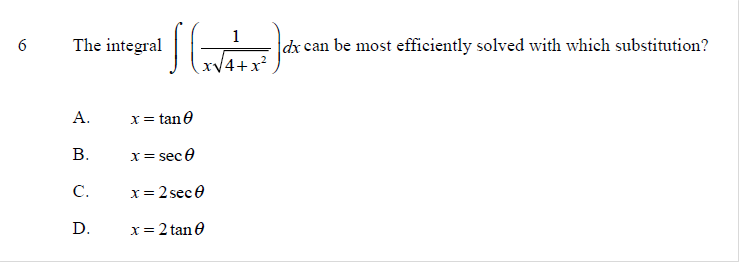 6 The integral ∫ (1/(x√(4+x²))) dx can be most efficiently solved with which substitution?
A. x = tan θ
B. x = sec θ
C. x = 2 sec θ
D. x = 2 tan θ